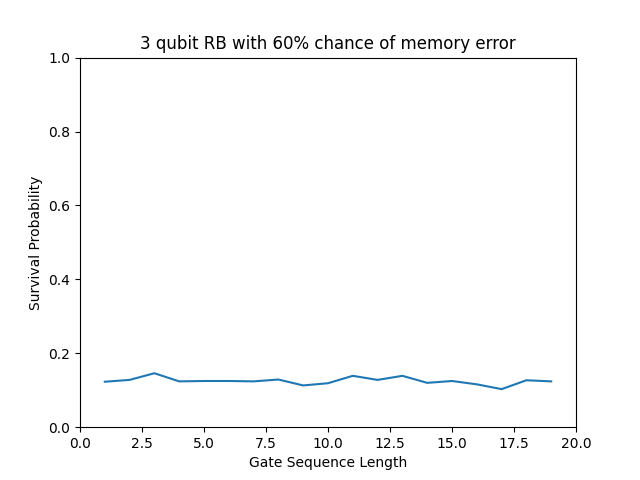 3 qubit RB with 60% chance of memory error
1.0
0.8
0.6
0.4
0.2
0.0
Survival Probability
0.0 2.5 5.0 7.5 10.0 12.5 15.0 17.5 20.0
Gate Sequence Length